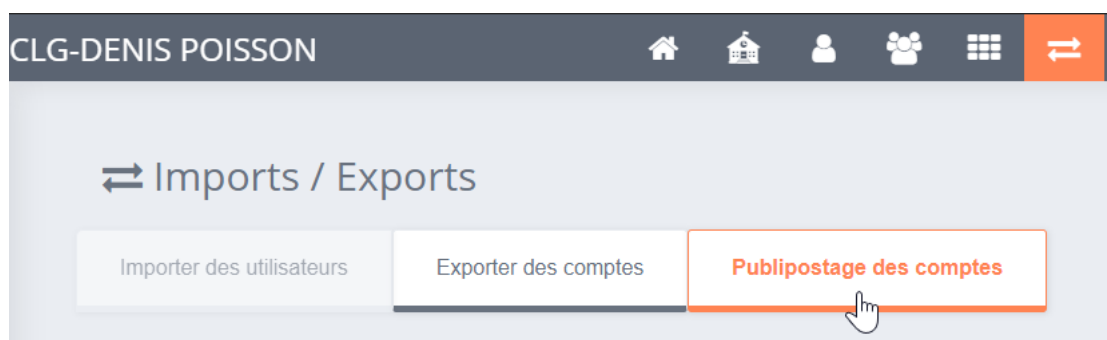 CLG-DENIS POISSON
Imports / Exports
Importer des utilisateurs
Exporter des comptes
Publipostage des comptes